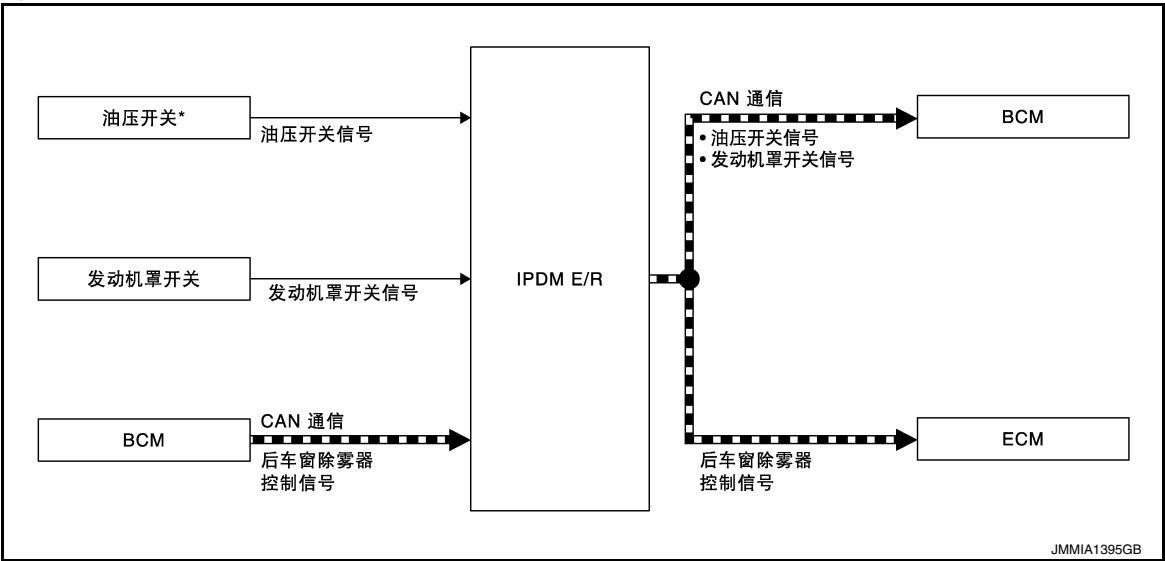 油压开关*
油压开关信号
发动机罩开关
发动机罩开关信号
BCM
CAN 通信
后车窗除雾器
控制信号
IPDM E/R
CAN 通信
• 油压开关信号
• 发动机罩开关信号
BCM
后车窗除雾器
控制信号
ECM
JMMIA1395GB